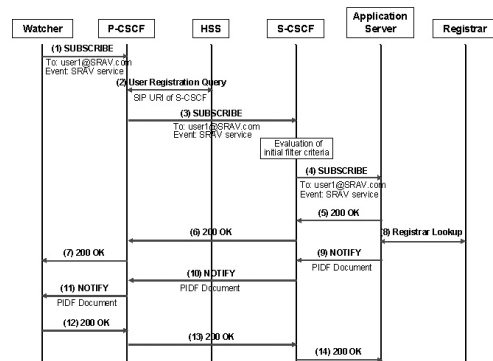 Watcher
P-CSCF
HSS
S-CSCF
Application
Server
Registrar
(1) SUBSCRIBE
To: user1@SRAV.com
Event: SRAV service
(2) User Registration Query
SIP URI of S-CSCF
(3) SUBSCRIBE
To: user1@SRAV.com
Event: SRAV service
Evaluation of
initial filter criteria
(4) SUBSCRIBE
To: user1@SRAV.com
Event: SRAV service
(5) 200 OK
(6) 200 OK
(8) Registrar Lookup
(7) 200 OK
(9) NOTIFY
PIDF Document
(10) NOTIFY
PIDF Document
(11) NOTIFY
PIDF Document
(12) 200 OK
(13) 200 OK
(14) 200 OK